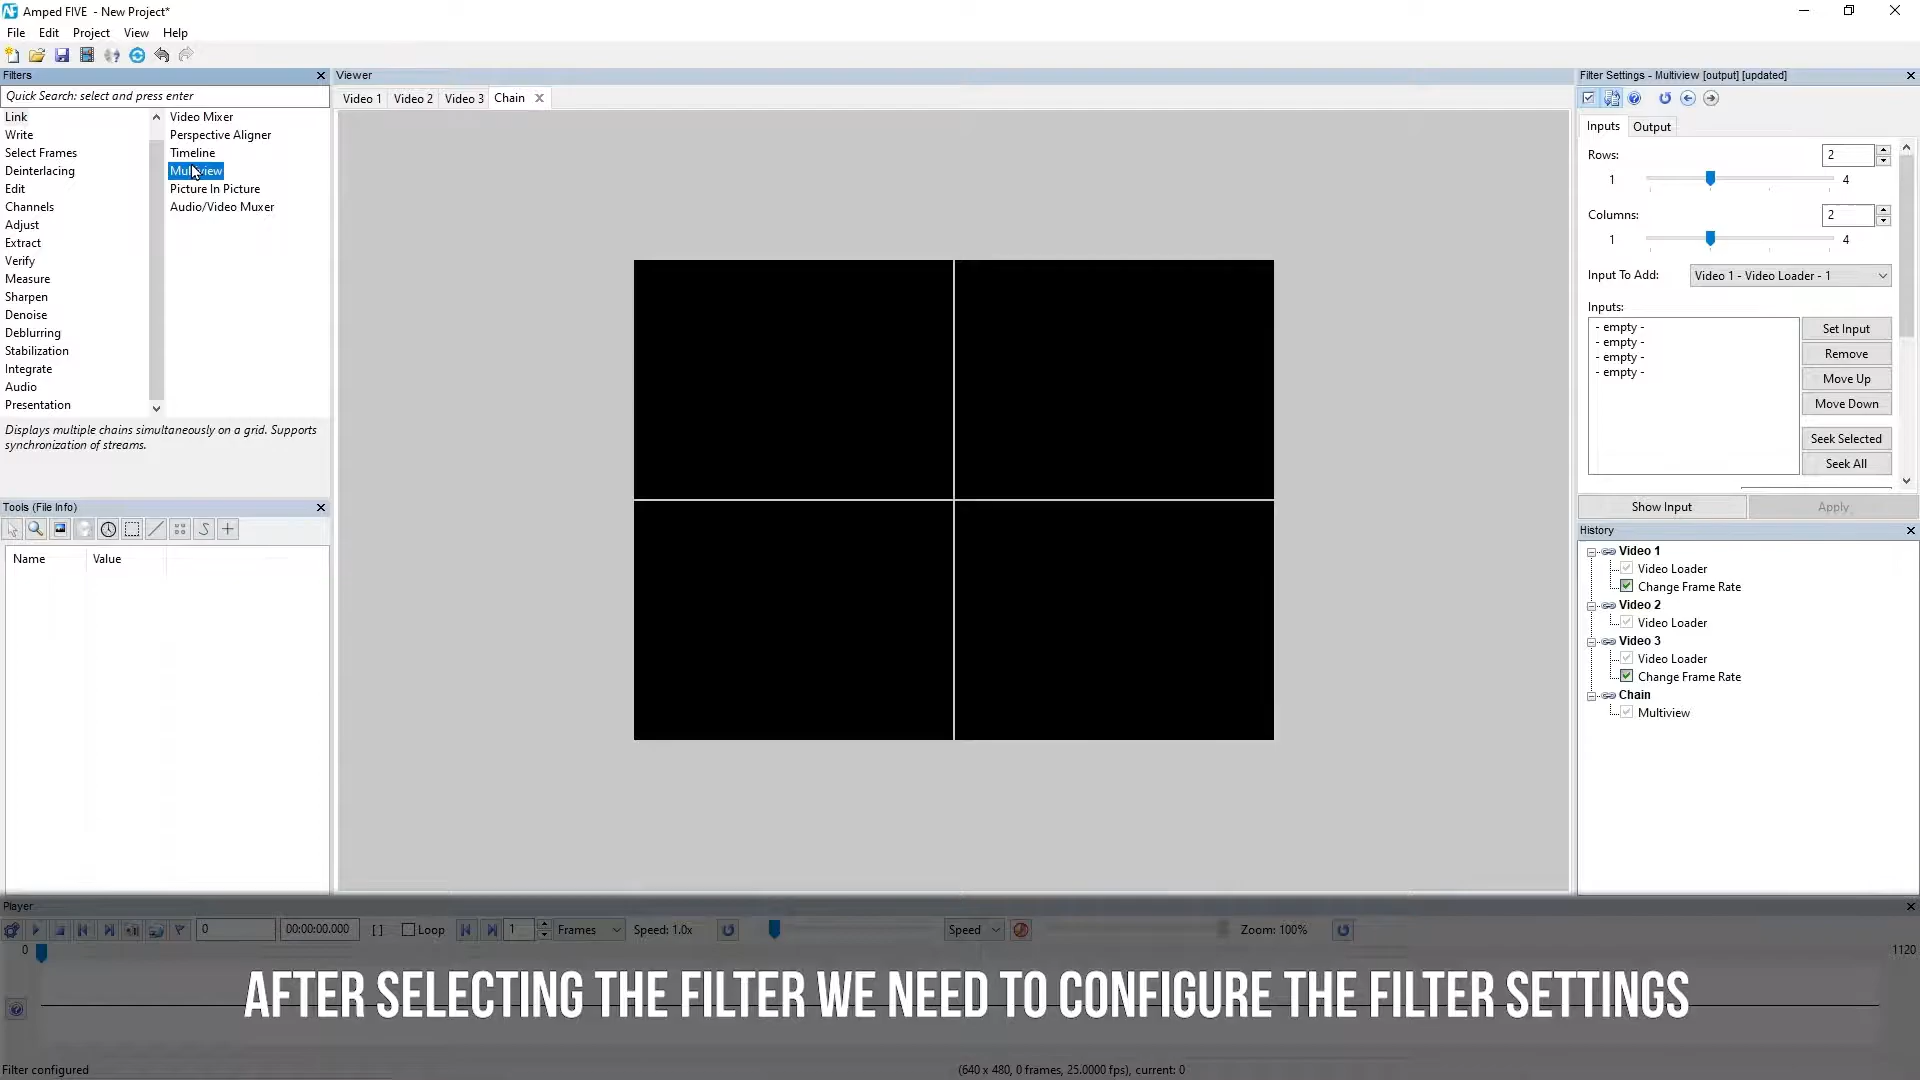 Amped FIVE - New Project*
File Edit Project View Help
Filters
Quick Search: select and press enter
Link
Write
Select Frames
Deinterlacing
Edit
Channels
Adjust
Extract
Verify
Measure
Sharpen
Denoise
Deblurring
Stabilization
Integrate
Audio
Presentation
Video Mixer
Perspective Aligner
Timeline
Multiview
Picture In Picture
Audio/Video Muxer
Displays multiple chains simultaneously on a grid. Supports
synchronization of streams.
Tools (File Info)
Name Value
Viewer
Video 1 Video 2 Video 3 Chain
Filter Settings - Multiview [output] [updated]
Inputs Output
Rows: 2
1 4
Columns: 2
1 4
Input To Add: Video 1 - Video Loader - 1
Inputs:
- empty -
- empty -
- empty -
- empty -
Set Input
Remove
Move Up
Move Down
Seek Selected
Seek All
Show Input Apply
History
Video 1
Video Loader
Change Frame Rate
Video 2
Video Loader
Video 3
Video Loader
Change Frame Rate
Chain
Multiview
Player
0 00:00:00.000 [ ] Loop 1 Frames Speed: 1.0x Speed Zoom: 100%
0 1120
AFTER SELECTING THE FILTER WE NEED TO CONFIGURE THE FILTER SETTINGS
Filter configured (640 x 480, 0 frames, 25.0000 fps), current: 0